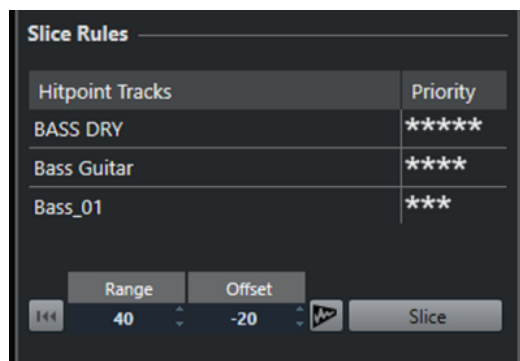 Slice Rules
Hitpoint Tracks Priority
BASS DRY *****
Bass Guitar ****
Bass_01 ***
Range Offset
40 -20 Slice